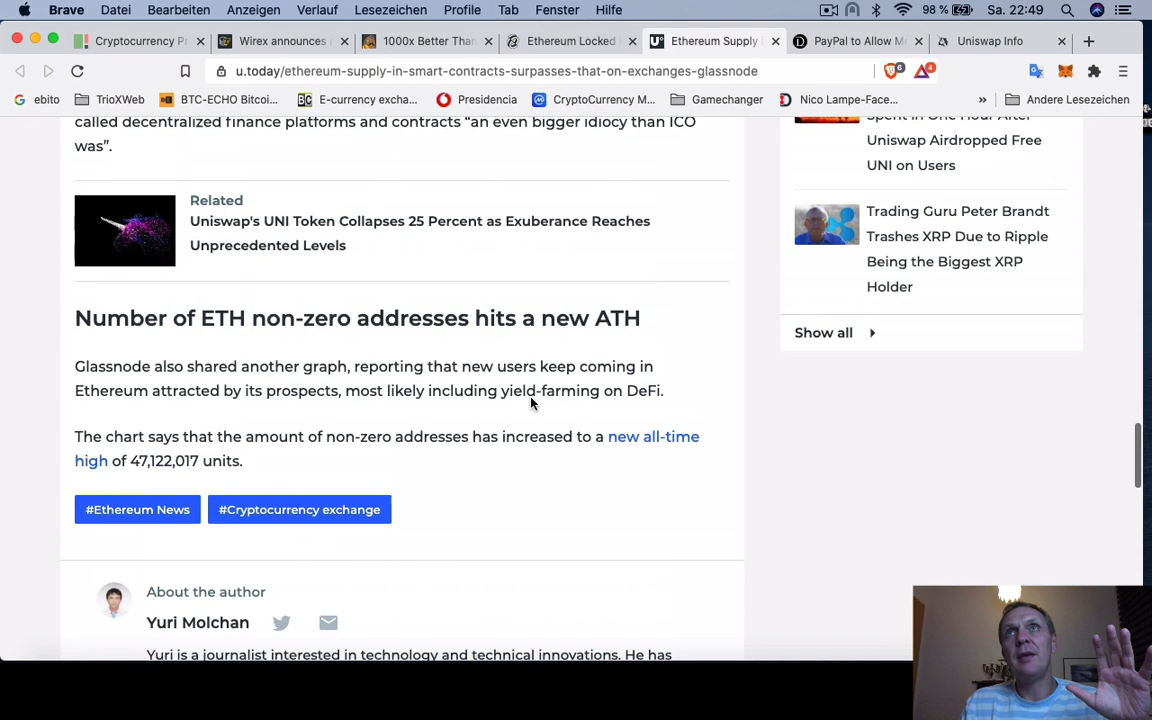 Brave Datei Bearbeiten Anzeigen Verlauf Lesezeichen Profile Tab Fenster Hilfe 98 % Sa. 22:49
Cryptocurrency P Wirex announces 1000x Better Than Ethereum Locked Ethereum Supply PayPal to Allow M Uniswap Info
u.today/ethereum-supply-in-smart-contracts-surpasses-that-on-exchanges-glassnode 6 4
ebito TrioXWeb BTC-ECHO Bitcoi... E-currency excha... Presidencia CryptoCurrency M... Gamechanger Nico Lampe-Face... » Andere Lesezeichen
called decentralized finance platforms and contracts “an even bigger idiocy than ICO
was”.
Related
Uniswap's UNI Token Collapses 25 Percent as Exuberance Reaches
Unprecedented Levels
Number of ETH non-zero addresses hits a new ATH
Glassnode also shared another graph, reporting that new users keep coming in
Ethereum attracted by its prospects, most likely including yield-farming on DeFi.
The chart says that the amount of non-zero addresses has increased to a new all-time
high of 47,122,017 units.
#Ethereum News #Cryptocurrency exchange
About the author
Yuri Molchan
Yuri is a journalist interested in technology and technical innovations. He has
Spent in One Hour After
Uniswap Airdropped Free
UNI on Users
Trading Guru Peter Brandt
Trashes XRP Due to Ripple
Being the Biggest XRP
Holder
Show all